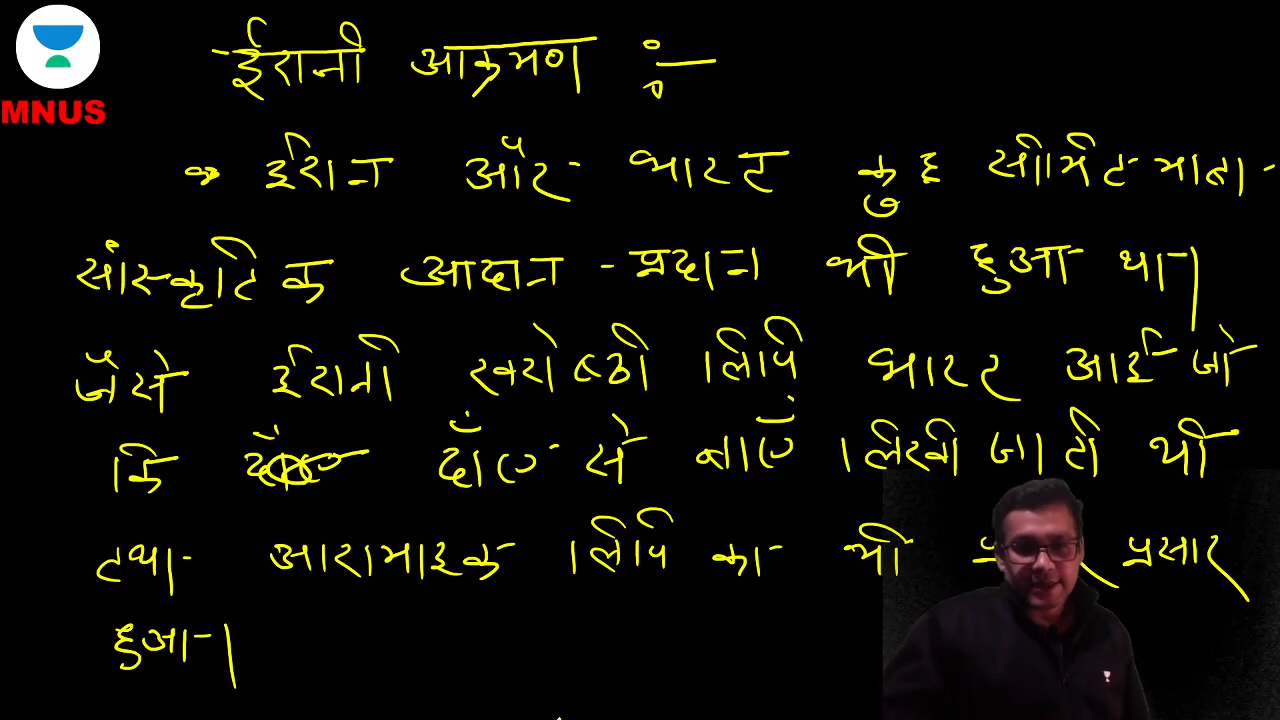 MNUS
ईरानी आक्रमण :-
ईरान और भारत कुछ सीमित मात्रा
सांस्कृतिक आदान-प्रदान भी हुआ था।
जैसे ईरानी खरोष्ठी लिपि भारत आई जो
कि दाँए से बाएँ लिखी जाती थी
तथा आरामाइक लिपि का भी प्रसार
हुआ।